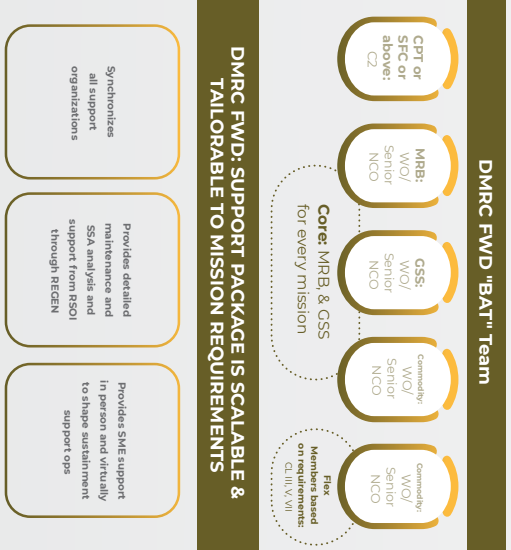 DMRC FWD "BAT" Team
CPT or
SFC or
above:
C2
MRB:
WO/
Senior
NCO
GSS:
WO/
Senior
NCO
Commodity:
WO/
Senior
NCO
Commodity:
WO/
Senior
NCO
Core: MRB, & GSS
for every mission
Flex
Members based
on requirements:
CL III, V, VII
DMRC FWD: SUPPORT PACKAGE IS SCALABLE &
TAILORABLE TO MISSION REQUIREMENTS
Synchronizes
all support
organizations
Provides detailed
maintenance and
SSA analysis and
support from RSOI
through REGEN
Provides SME support
in person and virtually
to shape sustainment
support ops